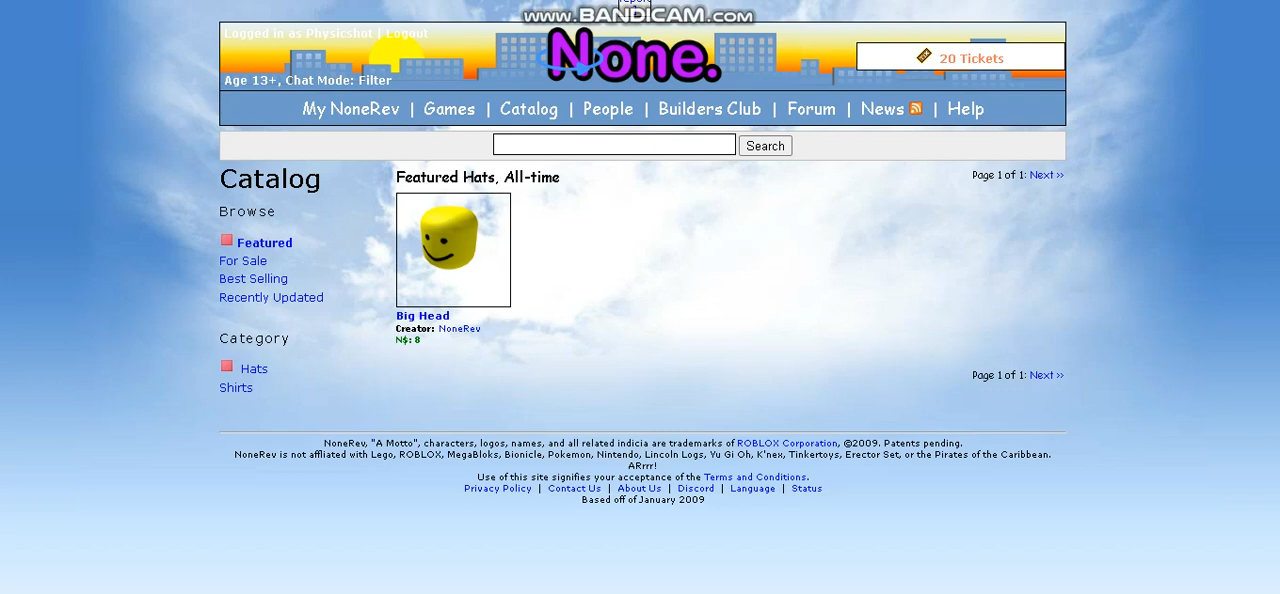 report
www.BANDICAM.com
Logged in as Physicshot | Logout
None.
20 Tickets
Age 13+, Chat Mode: Filter
My NoneRev | Games | Catalog | People | Builders Club | Forum | News | Help
Search
Catalog
Featured Hats, All-time
Page 1 of 1: Next >>
Browse
Featured
For Sale
Best Selling
Recently Updated
Big Head
Creator: NoneRev
N$: 8
Category
Hats
Shirts
Page 1 of 1: Next >>
NoneRev, "A Motto", characters, logos, names, and all related indicia are trademarks of ROBLOX Corporation, ©2009. Patents pending.
NoneRev is not affliated with Lego, ROBLOX, MegaBloks, Bionicle, Pokemon, Nintendo, Lincoln Logs, Yu Gi Oh, K'nex, Tinkertoys, Erector Set, or the Pirates of the Caribbean.
ARrrr!
Use of this site signifies your acceptance of the Terms and Conditions.
Privacy Policy | Contact Us | About Us | Discord | Language | Status
Based off of January 2009